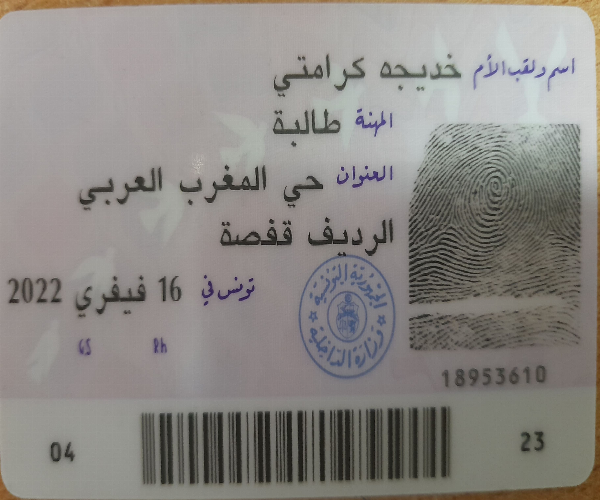 اسم ولقب الأم خديجه كرامتي
المهنة طالبة
العنوان حي المغرب العربي
الرديف قفصة
تونس في 16 فيفري 2022
GS Rh
الجمهورية التونسية
وزارة الداخلية
18953610
04 23